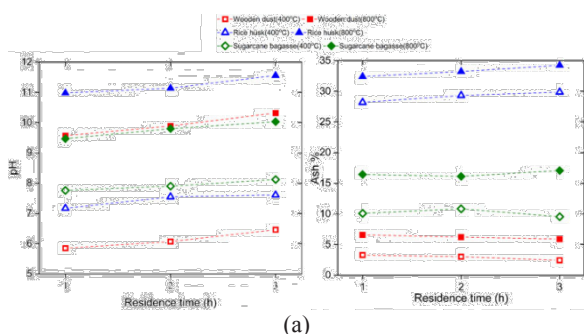 Wooden dust(400°C) Wooden dust(800°C)
Rice husk(400°C) Rice husk(800°C)
Sugarcane bagasse(400°C) Sugarcane bagasse(800°C)
12
11
10
9
8
7
6
5
pH
1 2 3
Residence time (h)
35
30
25
20
15
10
5
0
Ash %
1 2 3
Residence time (h)
(a)